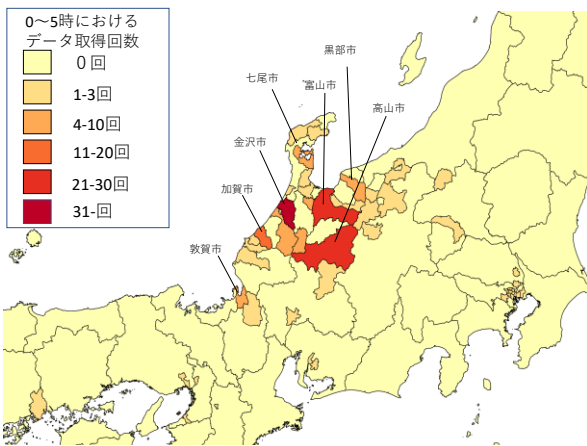 0～5時における
データ取得回数
0回
1-3回
4-10回
11-20回
21-30回
31-回
黒部市
七尾市
富山市
高山市
金沢市
加賀市
敦賀市